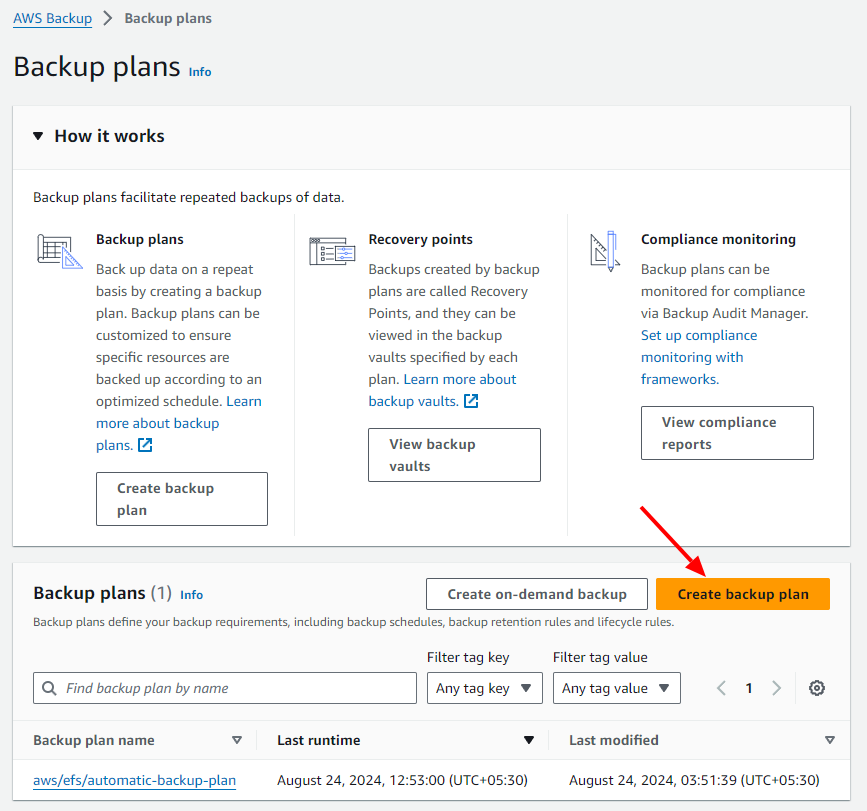 AWS Backup > Backup plans
Backup plans Info
How it works
Backup plans facilitate repeated backups of data.
Backup plans
Back up data on a repeat
basis by creating a backup
plan. Backup plans can be
customized to ensure
specific resources are
backed up according to an
optimized schedule. Learn
more about backup
plans.
Create backup
plan
Recovery points
Backups created by backup
plans are called Recovery
Points, and they can be
viewed in the backup
vaults specified by each
plan. Learn more about
backup vaults.
View backup
vaults
Compliance monitoring
Backup plans can be
monitored for compliance
via Backup Audit Manager.
Set up compliance
monitoring with
frameworks.
View compliance
reports
Backup plans (1) Info
Create on-demand backup
Create backup plan
Backup plans define your backup requirements, including backup schedules, backup retention rules and lifecycle rules.
Filter tag key
Filter tag value
Find backup plan by name
Any tag key
Any tag value
1
Backup plan name
Last runtime
Last modified
aws/efs/automatic-backup-plan
August 24, 2024, 12:53:00 (UTC+05:30)
August 24, 2024, 03:51:39 (UTC+05:30)